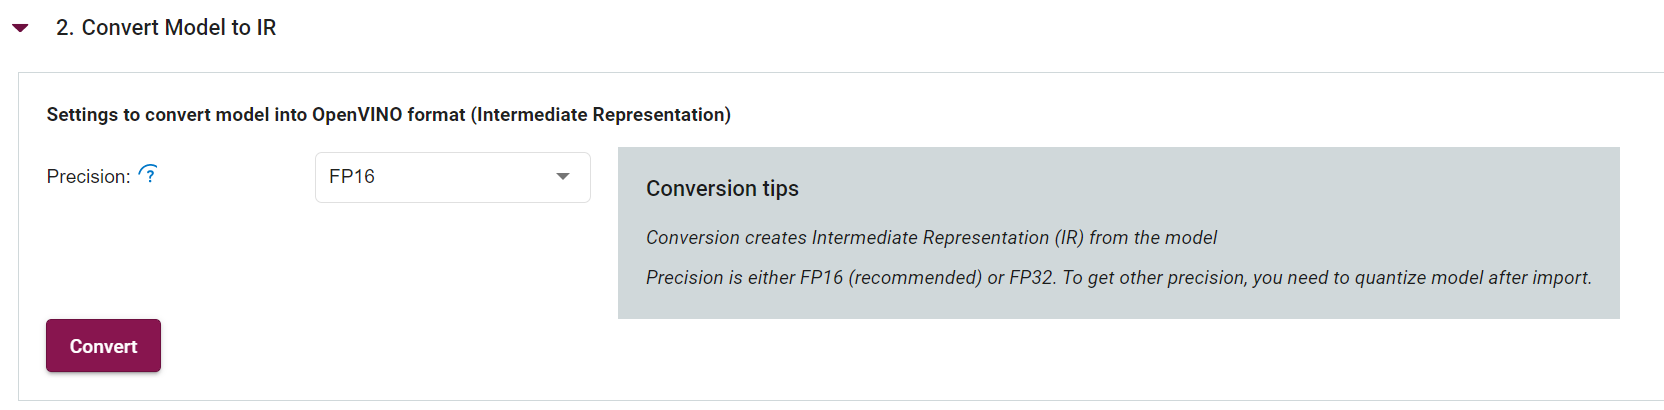 2. Convert Model to IR
Settings to convert model into OpenVINO format (Intermediate Representation)
Precision: ?
FP16
Conversion tips
Conversion creates Intermediate Representation (IR) from the model
Precision is either FP16 (recommended) or FP32. To get other precision, you need to quantize model after import.
Convert